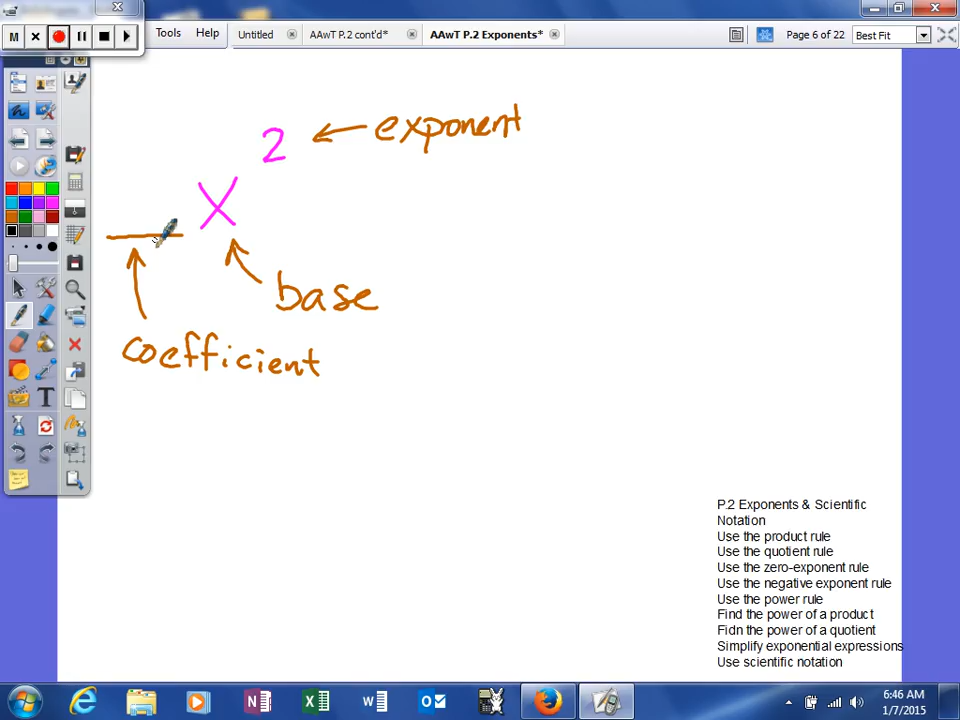 M
Tools Help Untitled AAwT P.2 cont'd* AAwT P.2 Exponents* Page 6 of 22 Best Fit
2 ← exponent
X
base
coefficient
P.2 Exponents & Scientific
Notation
Use the product rule
Use the quotient rule
Use the zero-exponent rule
Use the negative exponent rule
Use the power rule
Find the power of a product
Fidn the power of a quotient
Simplify exponential expressions
Use scientific notation
6:46 AM
1/7/2015